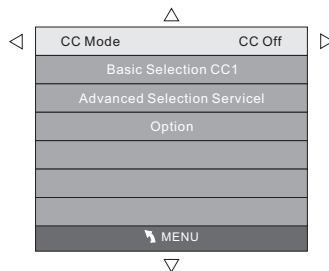 CC Mode CC Off
Basic Selection CC1
Advanced Selection Servicel
Option
MENU